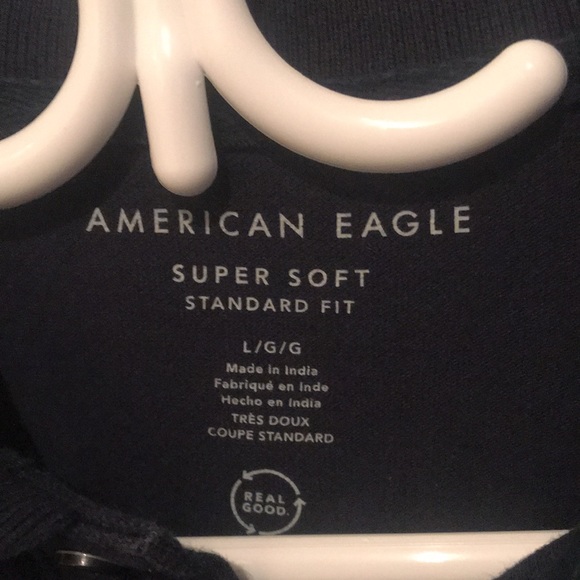 AMERICAN EAGLE
SUPER SOFT
STANDARD FIT
L/G/G
Made in India
Fabriqué en Inde
Hecho en India
TRÈS DOUX
COUPE STANDARD
REAL
GOOD.